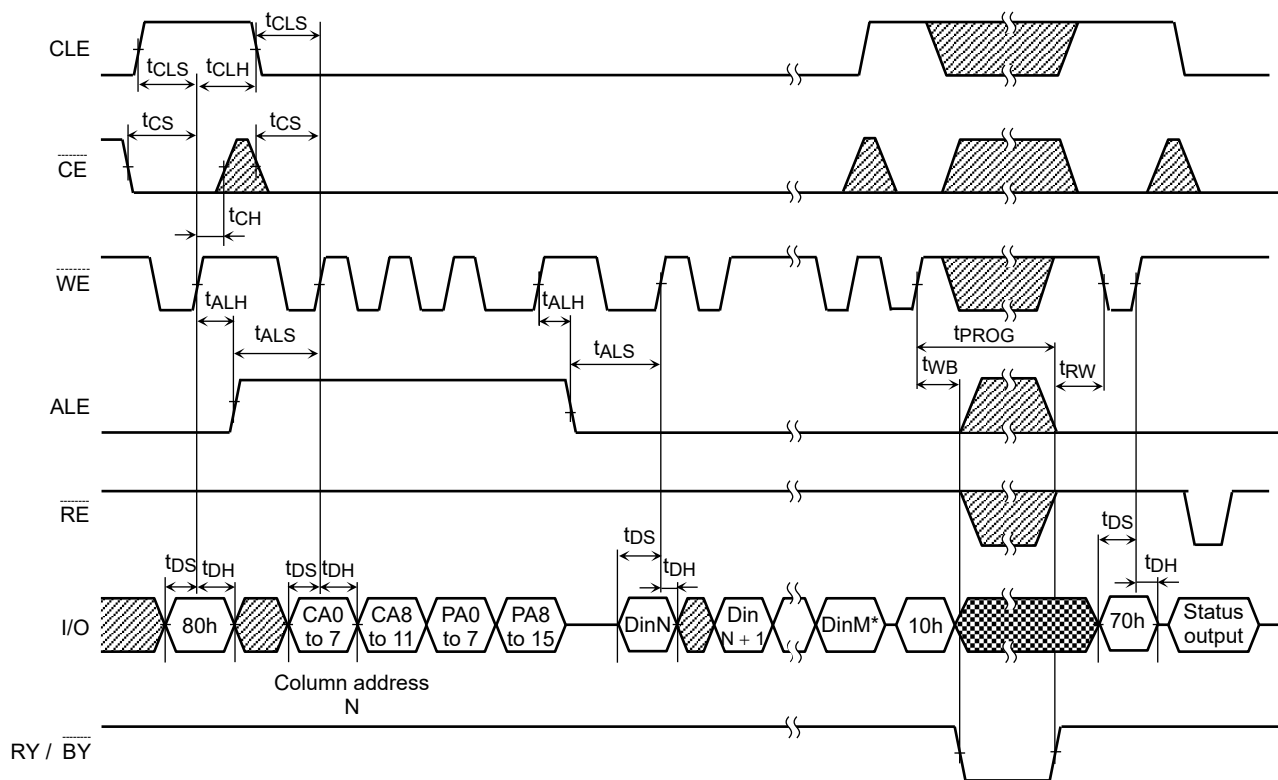 CLE
tCLS
tCLS
tCLH
tCS
tCS
CE
tCH
WE
tALH
tALH
tALS
tPROG
tALS
tWB
tRW
ALE
RE
tDS
tDS
tDH
tDS
tDH
tDS
tDH
tDH
I/O
80h
CA0
to 7
CA8
to 11
PA0
to 7
PA8
to 15
DinN
Din
N + 1
DinM*
10h
70h
Status
output
Column address
N
RY / BY